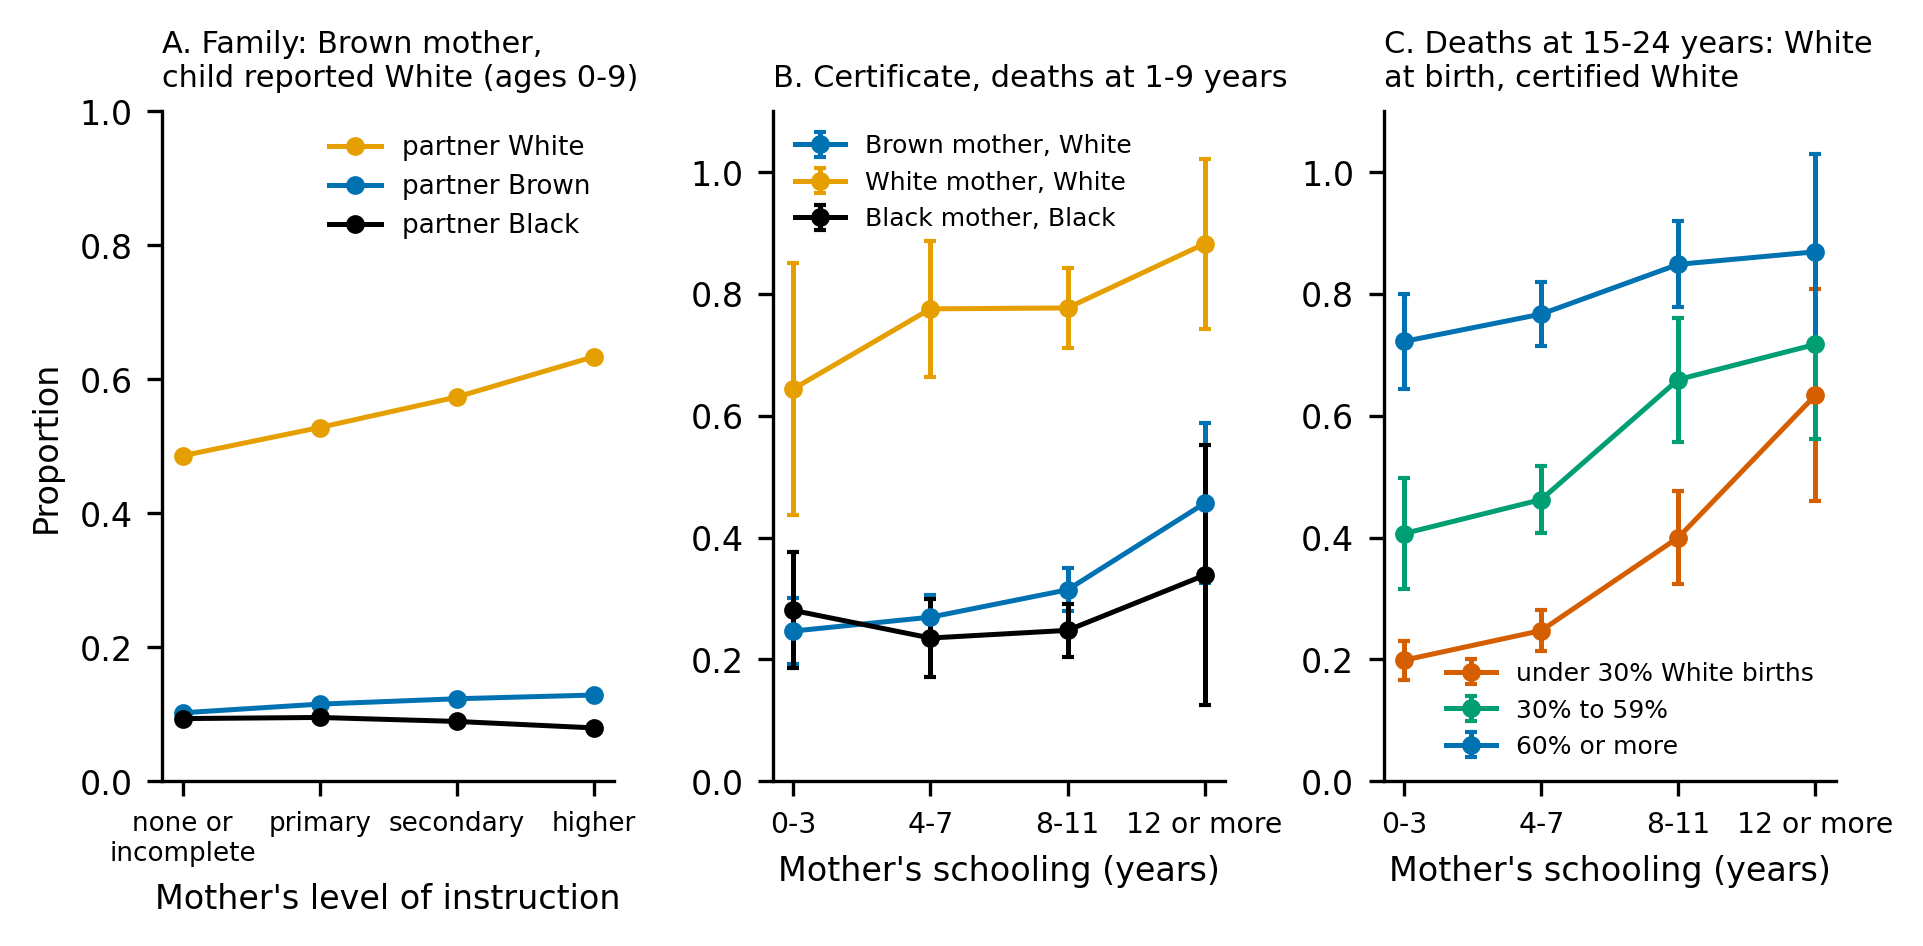 A. Family: Brown mother,
child reported White (ages 0-9)
Proportion
1.0
0.8
0.6
0.4
0.2
0.0
partner White
partner Brown
partner Black
none or
incomplete
primary
secondary
higher
Mother's level of instruction
B. Certificate, deaths at 1-9 years
1.0
0.8
0.6
0.4
0.2
0.0
Brown mother, White
White mother, White
Black mother, Black
0-3
4-7
8-11
12 or more
Mother's schooling (years)
C. Deaths at 15-24 years: White
at birth, certified White
1.0
0.8
0.6
0.4
0.2
0.0
under 30% White births
30% to 59%
60% or more
0-3
4-7
8-11
12 or more
Mother's schooling (years)